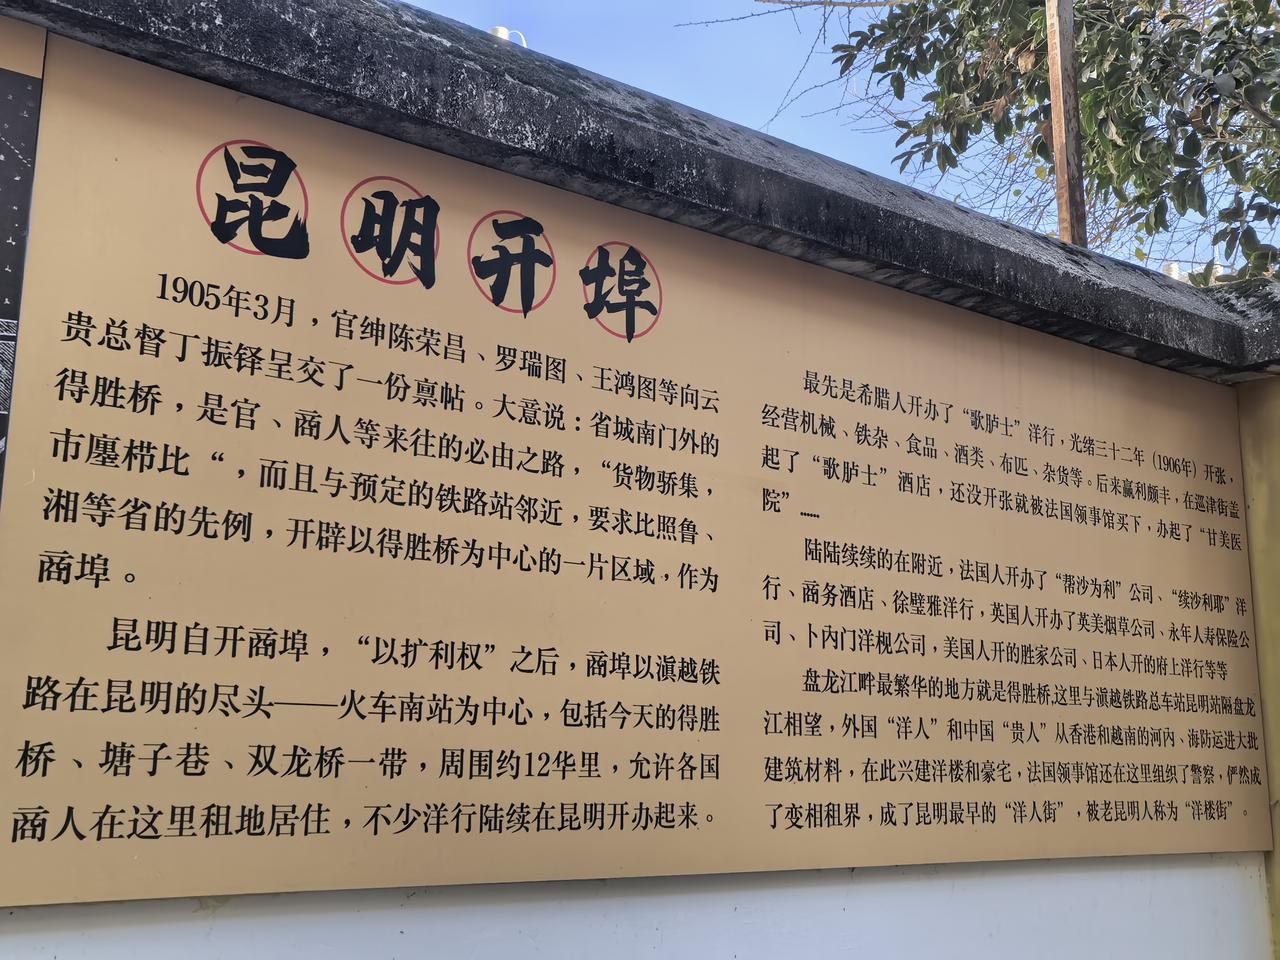 昆明开埠
1905年3月，官绅陈荣昌、罗瑞图、王鸿图等向云
贵总督丁振铎呈交了一份禀帖。大意说：省城南门外的
得胜桥，是官、商人等来往的必由之路，“货物骄集，
市廛栉比“，而且与预定的铁路站邻近，要求比照鲁、
湘等省的先例，开辟以得胜桥为中心的一片区域，作为
商埠。
昆明自开商埠，“以扩利权”之后，商埠以滇越铁
路在昆明的尽头——火车南站为中心，包括今天的得胜
桥、塘子巷、双龙桥一带，周围约12华里，允许各国
商人在这里租地居住，不少洋行陆续在昆明开办起来。
最先是希腊人开办了“歌胪士”洋行，光绪三十二年（1906年）开张，
经营机械、铁杂、食品、酒类、布匹、杂货等。后来赢利颇丰，在巡津街盖
起了“歌胪士”酒店，还没开张就被法国领事馆买下，办起了“甘美医
院”……
陆陆续续的在附近，法国人开办了“帮沙为利”公司、“续沙利耶”洋
行、商务酒店、徐璧雅洋行，英国人开办了英美烟草公司、永年人寿保险公
司、卜内门洋枧公司，美国人开的胜家公司、日本人开的府上洋行等等
盘龙江畔最繁华的地方就是得胜桥,这里与滇越铁路总车站昆明站隔盘龙
江相望，外国“洋人”和中国“贵人”从香港和越南的河内、海防运进大批
建筑材料，在此兴建洋楼和豪宅，法国领事馆还在这里组织了警察，俨然成
了变相租界，成了昆明最早的“洋人街”，被老昆明人称为“洋楼街”。